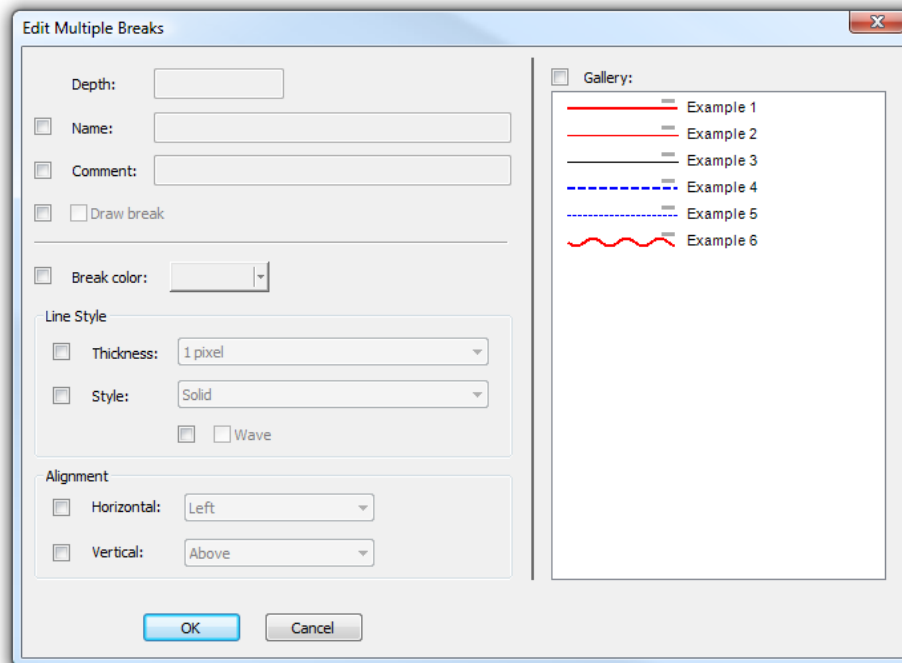 Edit Multiple Breaks
Depth:
Name:
Comment:
Draw break
Break color:
Line Style
Thickness: 1 pixel
Style: Solid
Wave
Alignment
Horizontal: Left
Vertical: Above
OK Cancel
Gallery:
Example 1
Example 2
Example 3
Example 4
Example 5
Example 6